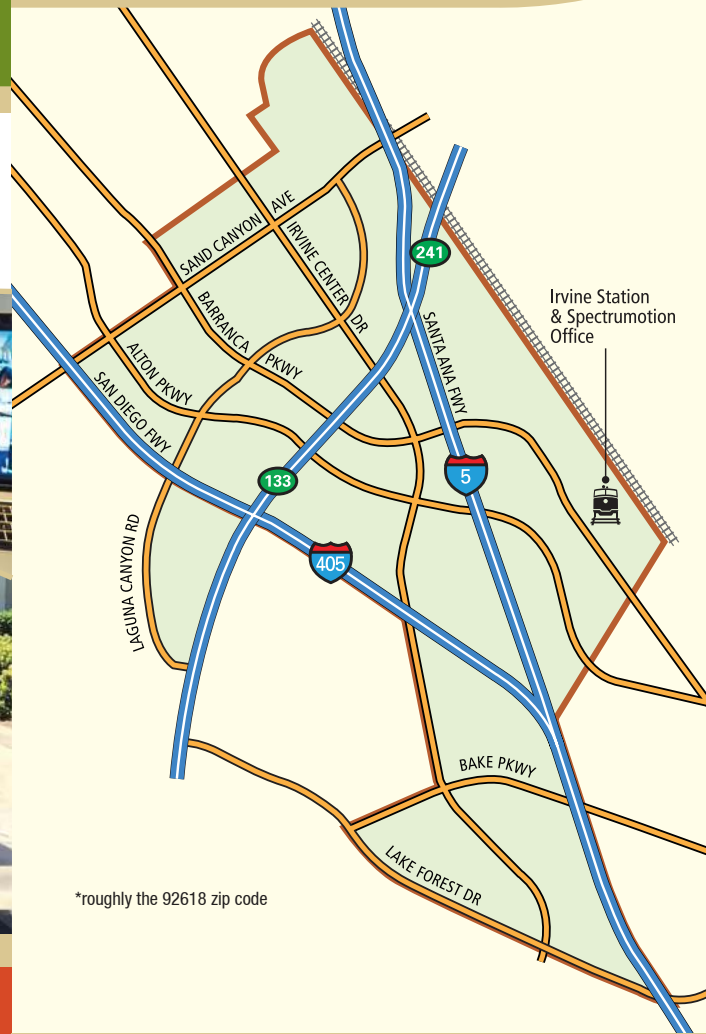 SAND CANYON AVE
241
IRVINE CENTER DR
Irvine Station
& Spectrumotion
Office
BARRANCA PKWY
SANTA ANA FWY
ALTON PKWY
SAN DIEGO FWY
5
133
LAGUNA CANYON RD
405
BAKE PKWY
LAKE FOREST DR
*roughly the 92618 zip code